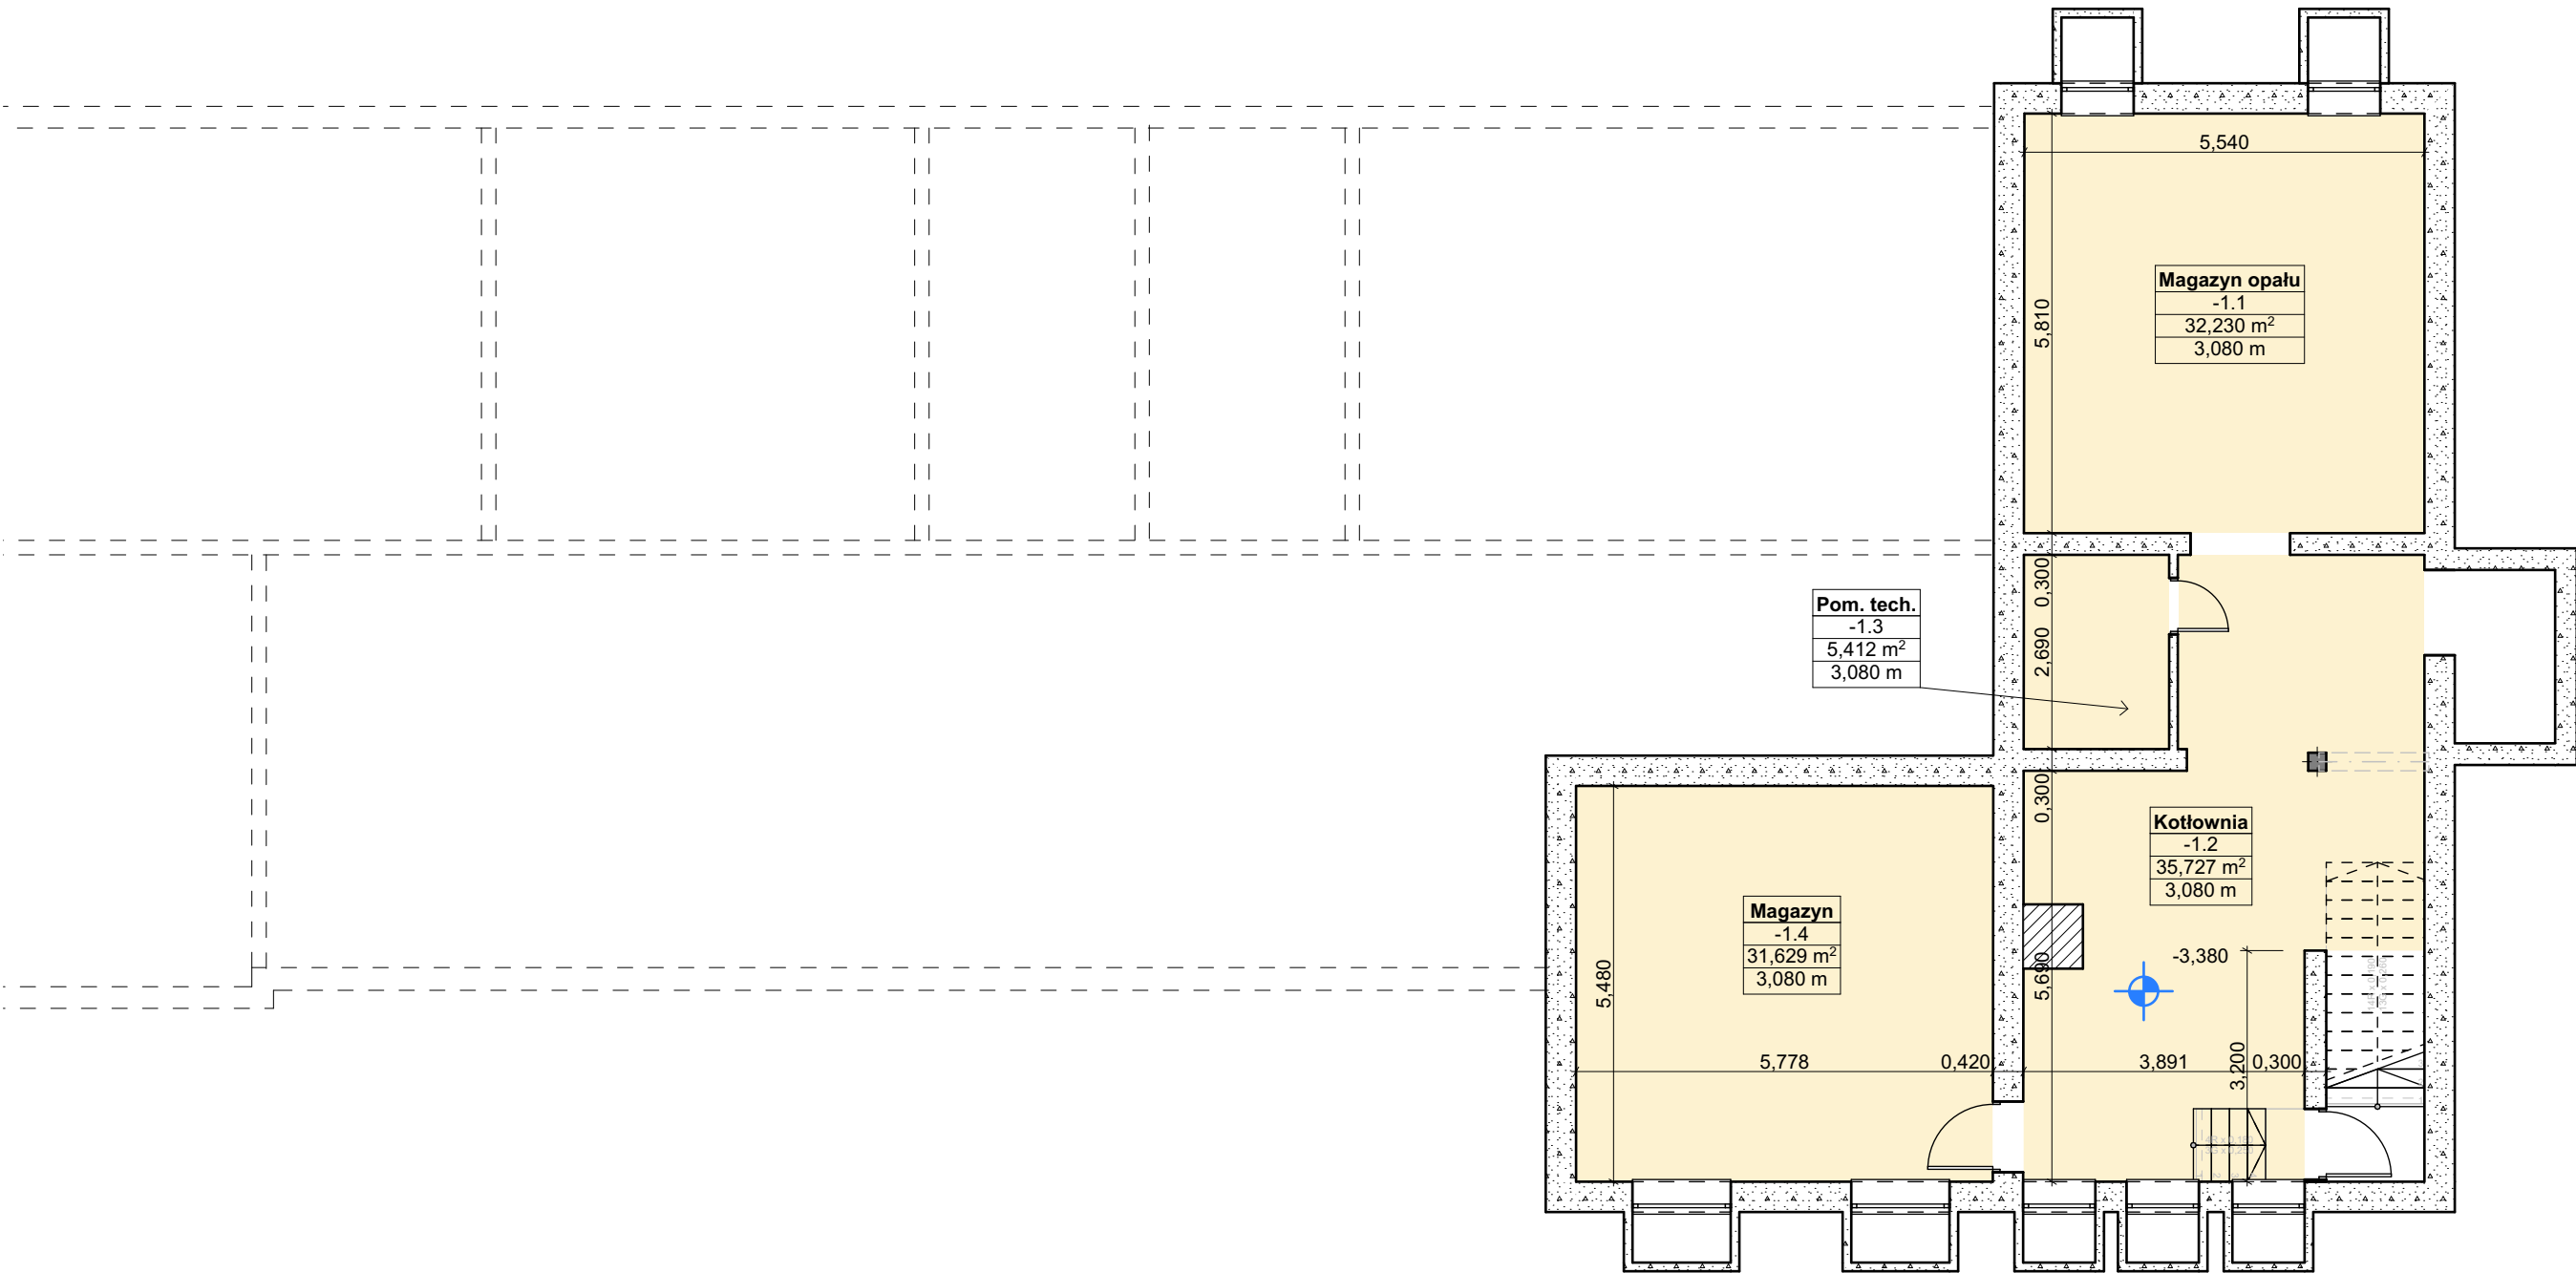 5,540
Magazyn opału
-1.1
32,230 m²
3,080 m
5,810
0,300
Pom. tech.
-1.3
5,412 m²
3,080 m
2,690
0,300
Kotłownia
-1.2
35,727 m²
3,080 m
Magazyn
-1.4
31,629 m²
3,080 m
-3,380
5,480
5,690
5,778
0,420
3,891
3,200
0,300